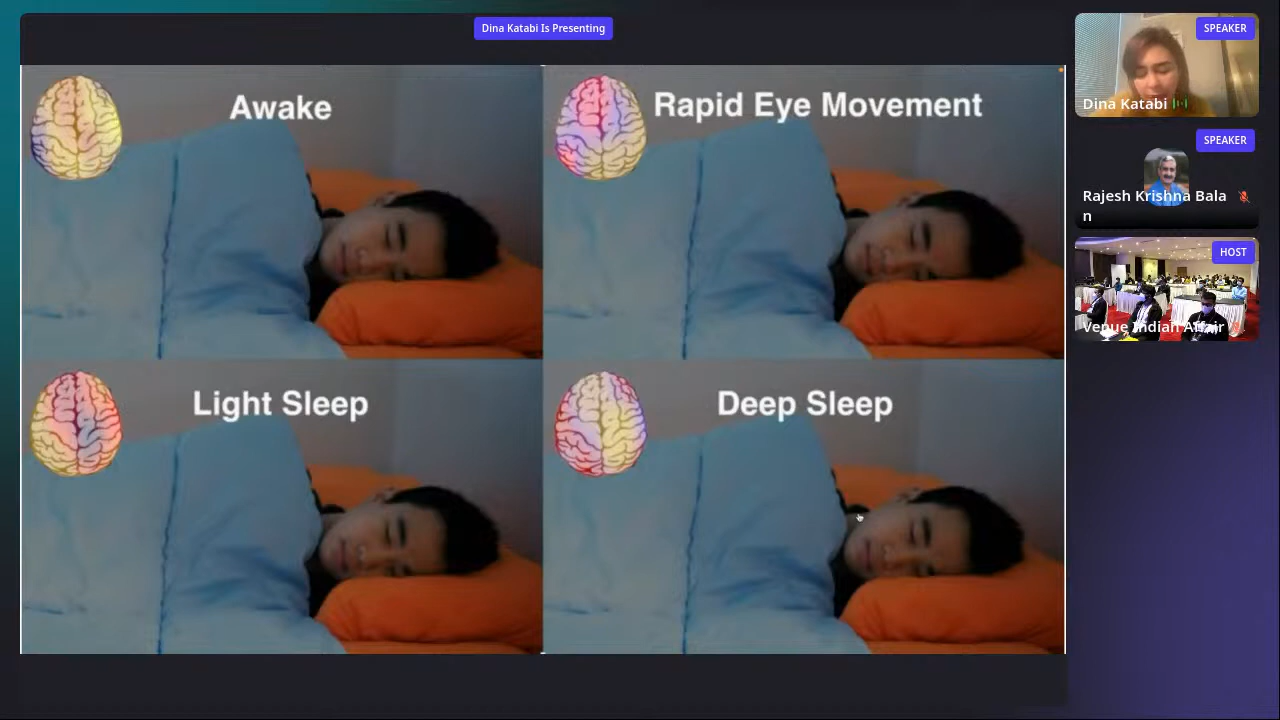 Dina Katabi Is Presenting
Awake
Rapid Eye Movement
Light Sleep
Deep Sleep
SPEAKER
Dina Katabi
SPEAKER
Rajesh Krishna Bala
n
HOST
Venue Indian Affair